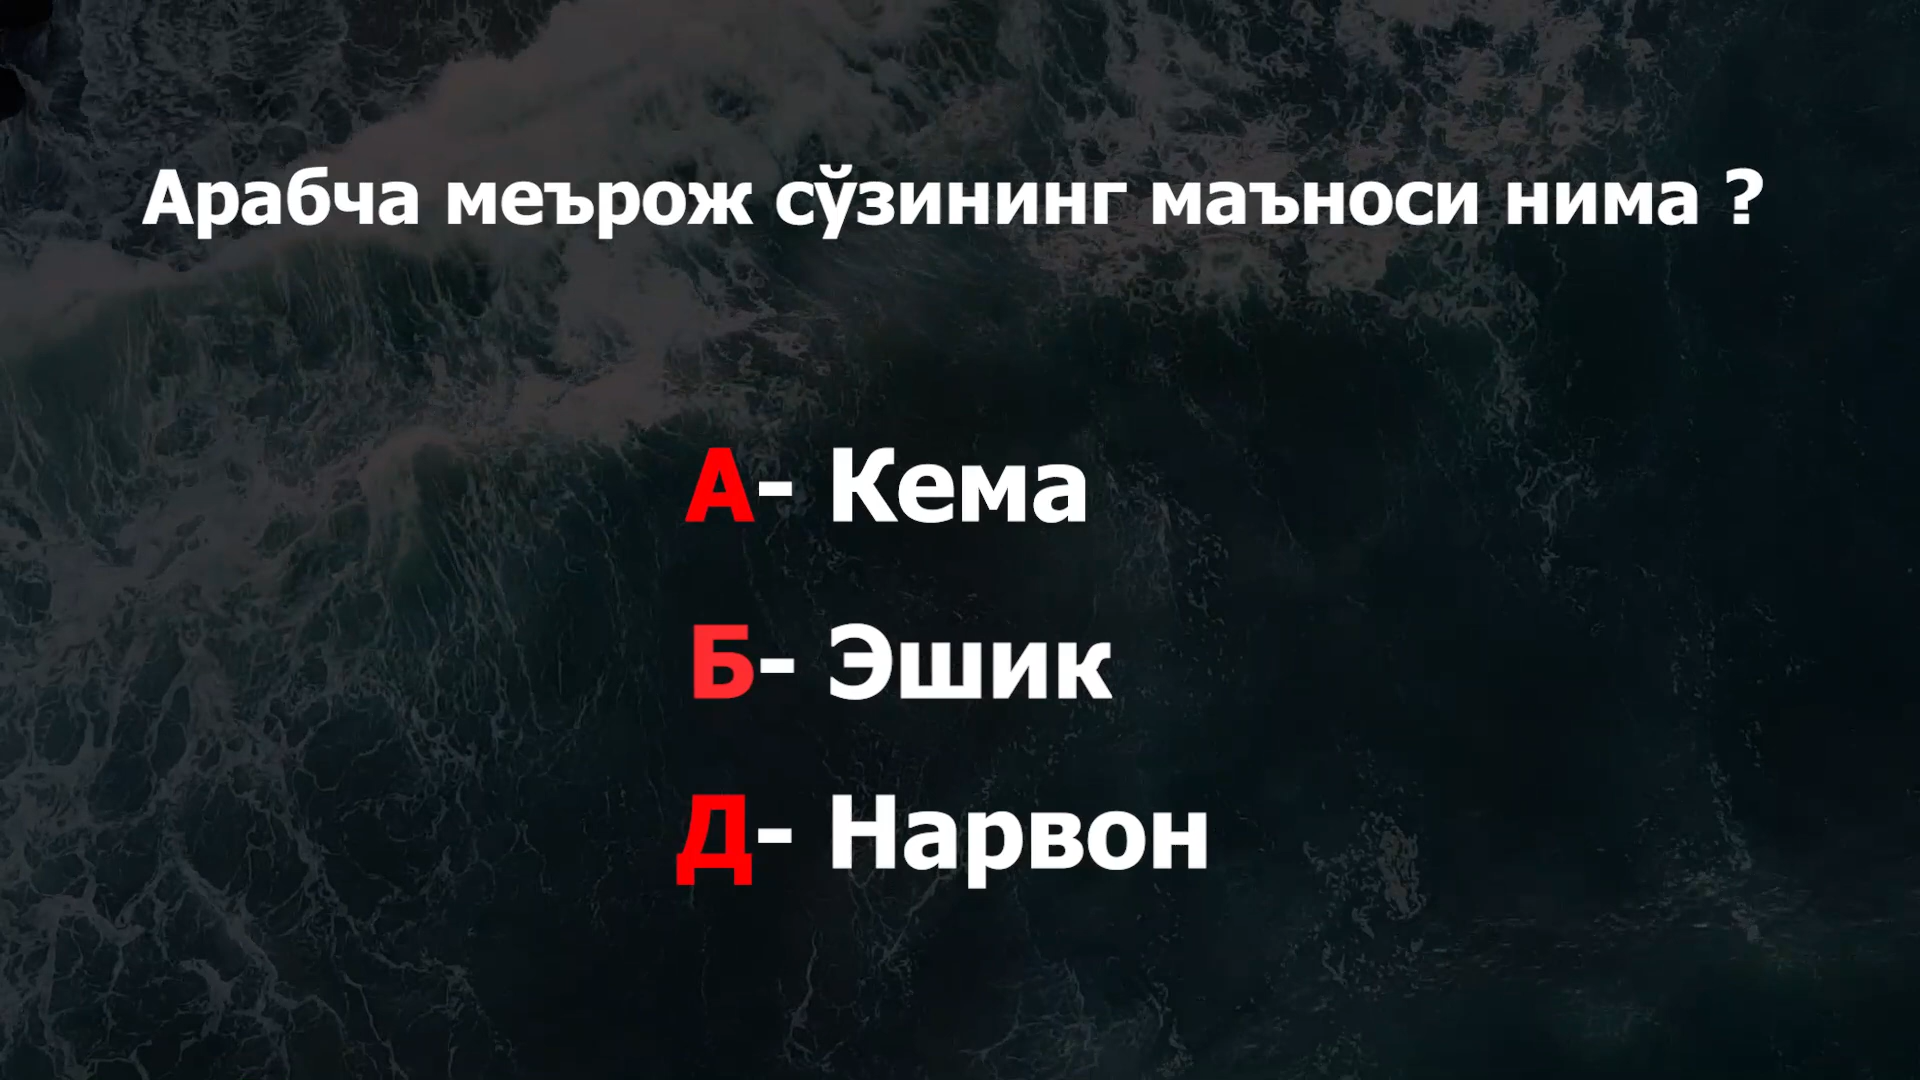 Арабча меърож сўзининг маъноси нима ?
А- Кема
Б- Эшик
Д- Нарвон